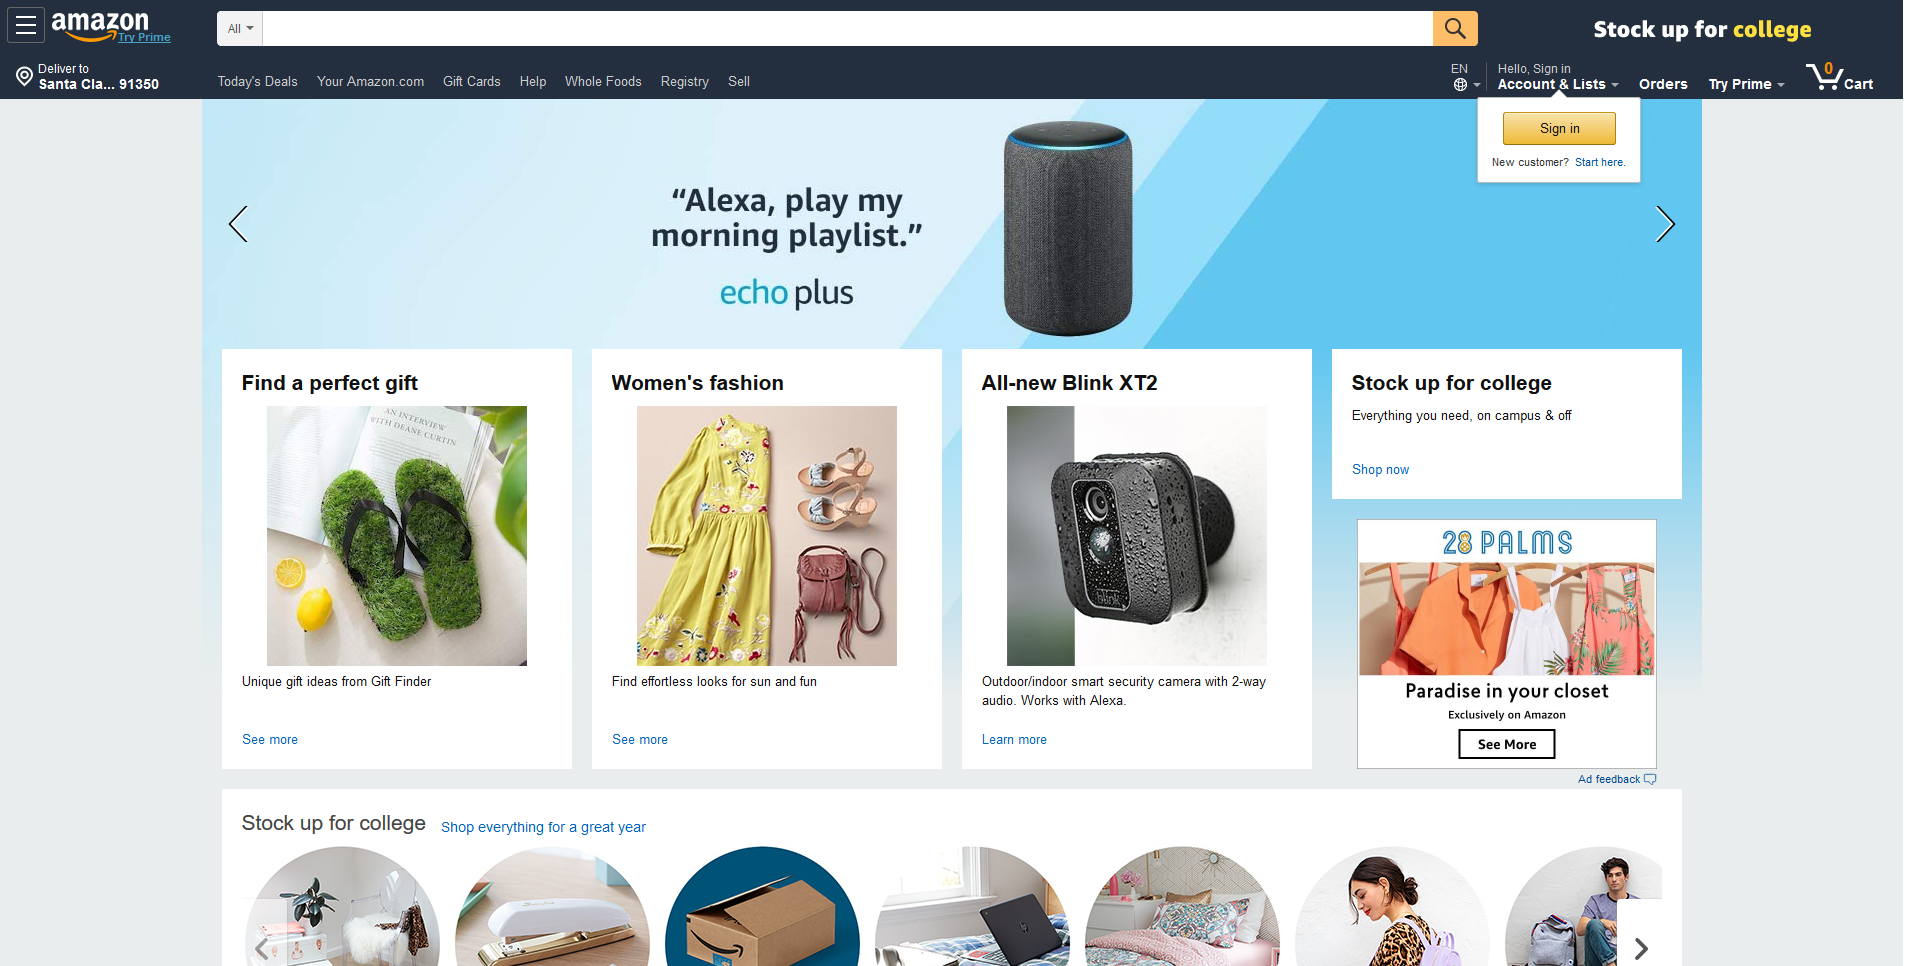 amazon
Try Prime
All
Stock up for college
Deliver to
Santa Cla... 91350
Today's Deals
Your Amazon.com
Gift Cards
Help
Whole Foods
Registry
Sell
EN
Hello, Sign in
Account & Lists
Orders
Try Prime
0
Cart
Sign in
New customer? Start here.
“Alexa, play my
morning playlist.”
echo plus
Find a perfect gift
AN INTERVIEW
WITH DEANE CURTIN
Unique gift ideas from Gift Finder
See more
Women's fashion
Find effortless looks for sun and fun
See more
All-new Blink XT2
blink
Outdoor/indoor smart security camera with 2-way
audio. Works with Alexa.
Learn more
Stock up for college
Everything you need, on campus & off
Shop now
28 PALMS
Paradise in your closet
Exclusively on Amazon
See More
Ad feedback
Stock up for college
Shop everything for a great year